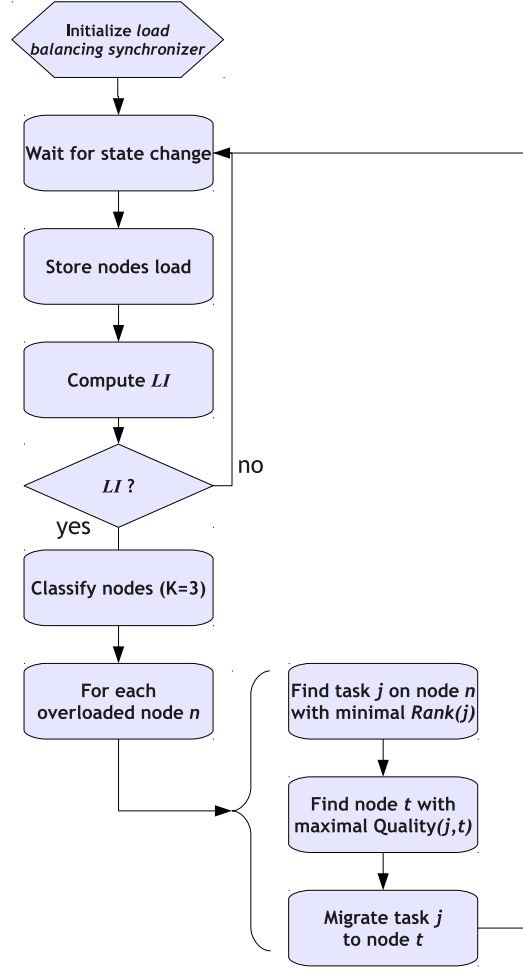 Initialize load
balancing synchronizer
Wait for state change
Store nodes load
Compute LI
LI ?
no
yes
Classify nodes (K=3)
For each
overloaded node n
Find task j on node n
with minimal Rank(j)
Find node t with
maximal Quality(j,t)
Migrate task j
to node t